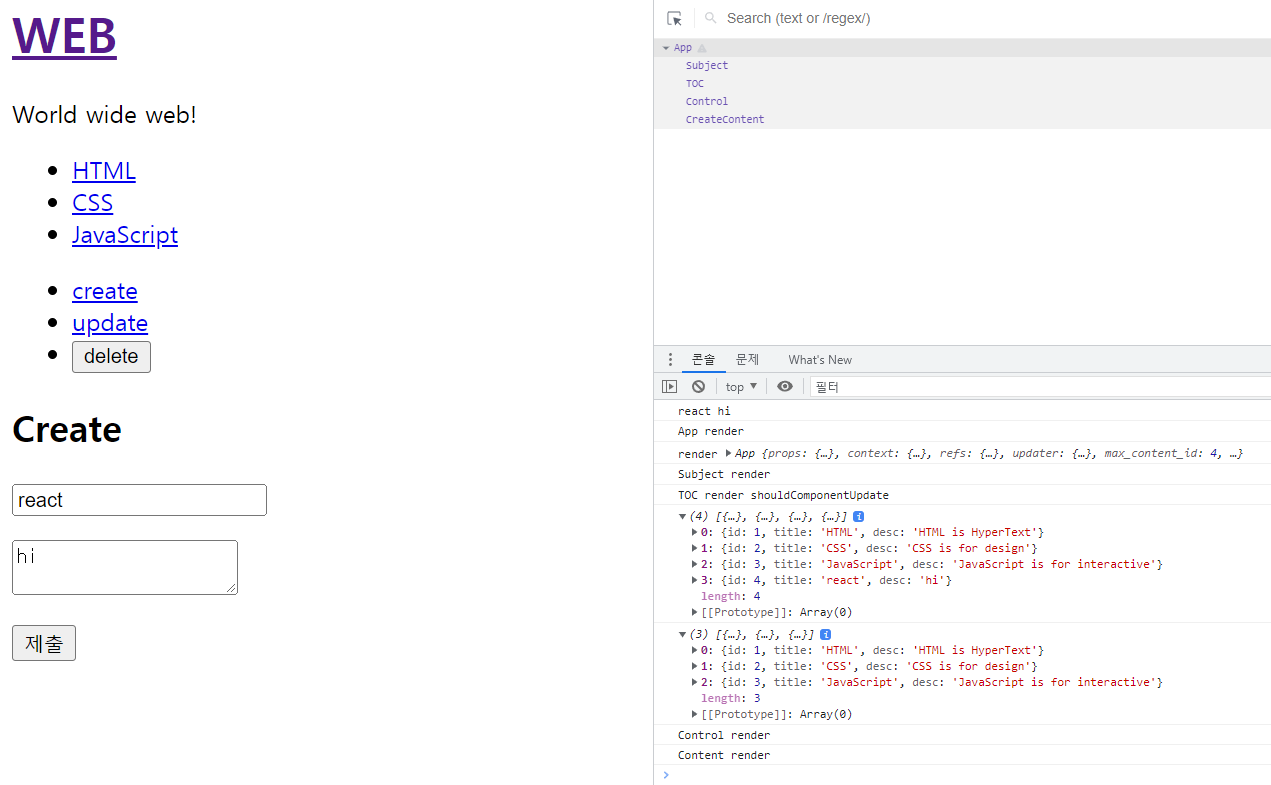 WEB
World wide web!
HTML
CSS
JavaScript
create
update
delete
Create
react
hi
제출
Search (text or /regex/)
App
Subject
TOC
Control
CreateContent
콘솔 문제 What's New
top ▼ 필터
react hi
App render
render ▶ App {props: {…}, context: {…}, refs: {…}, updater: {…}, max_content_id: 4, …}
Subject render
TOC render shouldComponentUpdate
▼ (4) [{…}, {…}, {…}, {…}] i
▶ 0: {id: 1, title: 'HTML', desc: 'HTML is HyperText'}
▶ 1: {id: 2, title: 'CSS', desc: 'CSS is for design'}
▶ 2: {id: 3, title: 'JavaScript', desc: 'JavaScript is for interactive'}
▶ 3: {id: 4, title: 'react', desc: 'hi'}
length: 4
▶ [[Prototype]]: Array(0)
▼ (3) [{…}, {…}, {…}] i
▶ 0: {id: 1, title: 'HTML', desc: 'HTML is HyperText'}
▶ 1: {id: 2, title: 'CSS', desc: 'CSS is for design'}
▶ 2: {id: 3, title: 'JavaScript', desc: 'JavaScript is for interactive'}
length: 3
▶ [[Prototype]]: Array(0)
Control render
Content render